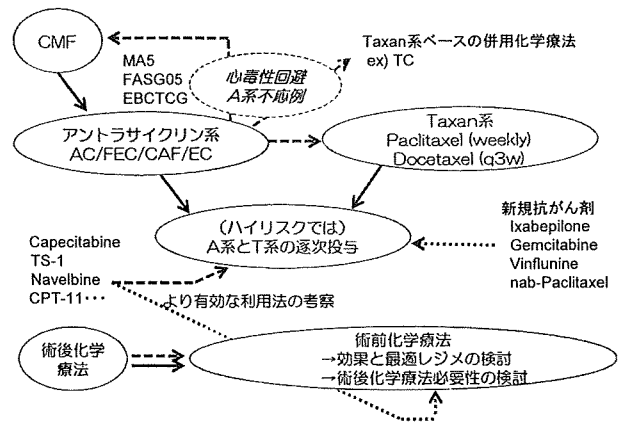 CMF
MA5
FASG05
EBCTCG
心毒性回避
A系不応例
Taxan系ベースの併用化学療法
ex) TC
アントラサイクリン系
AC/FEC/CAF/EC
Taxan系
Paclitaxel (weekly)
Docetaxel (q3w)
(ハイリスクでは)
A系とT系の逐次投与
新規抗がん剤
Ixabepilone
Gemcitabine
Vinflunine
nab-Paclitaxel
Capecitabine
TS-1
Navelbine
CPT-11・・・
より有効な利用法の考察
術後化学
療法
術前化学療法
→効果と最適レジメの検討
→術後化学療法必要性の検討